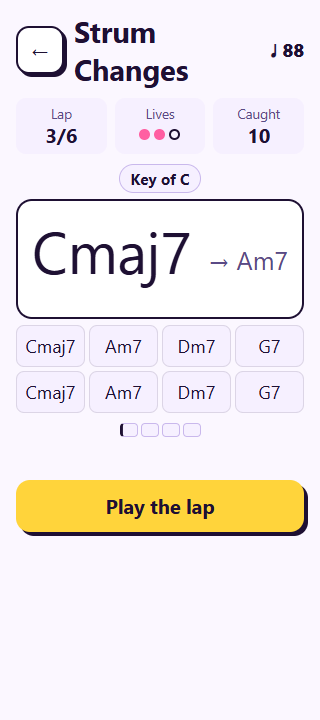 ←
Strum
Changes
♩ 88
Lap
Lives
Caught
3/6
10
Key of C
Cmaj7 → Am7
Cmaj7 Am7 Dm7 G7
Cmaj7 Am7 Dm7 G7
Play the lap